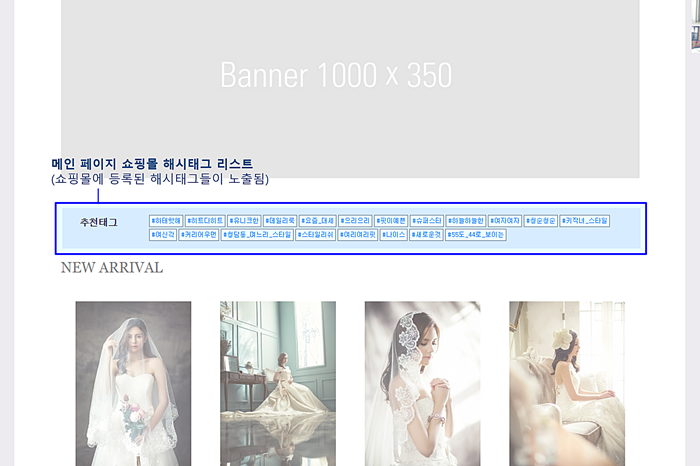 Banner 1000 x 350
메인 페이지 쇼핑몰 해시태그 리스트
(쇼핑몰에 등록된 해시태그들이 노출됨)
추천태그 #하태핫해 #히트다히트 #유니크한 #데일리룩 #요즘_대세 #오리오리 #핏이예쁜 #슈퍼스타 #하늘하늘한 #여자여자 #청순청순 #키작녀_스타일
#여신각 #커리어우먼 #청담동_며느리_스타일 #스타일리쉬 #여리여리핏 #나이스 #새로운것 #55도_44로_보이는
NEW ARRIVAL